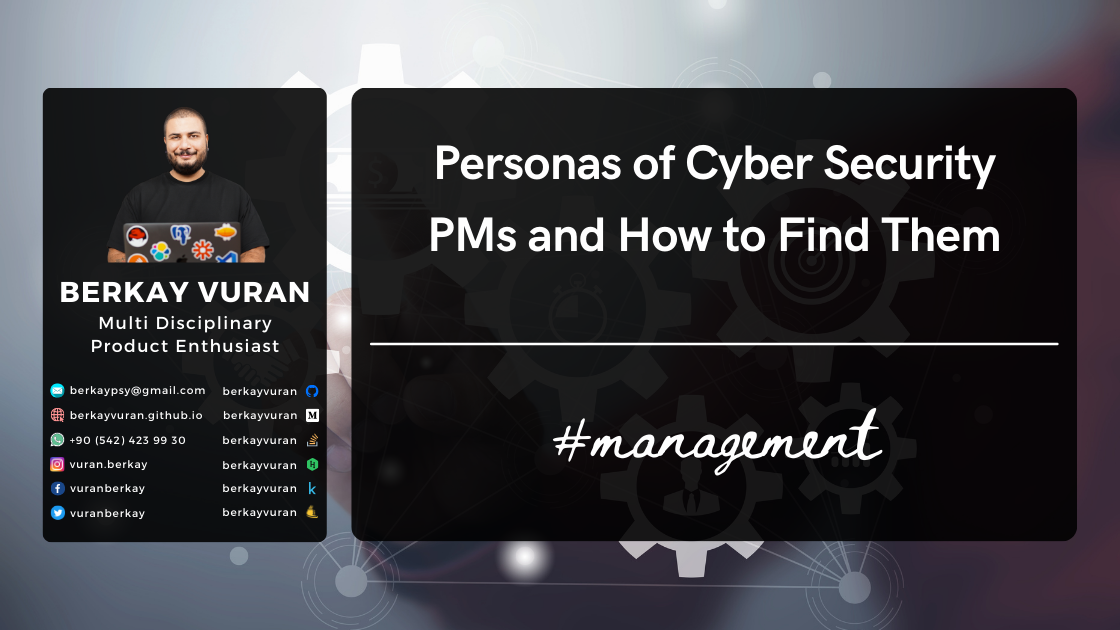 BERKAY VURAN
Multi Disciplinary
Product Enthusiast
berkaypsy@gmail.com
berkayvuran.github.io
+90 (542) 423 99 30
vuran.berkay
vuranberkay
vuranberkay
berkayvuran
berkayvuran
berkayvuran
berkayvuran
berkayvuran
berkayvuran
Personas of Cyber Security
PMs and How to Find Them
#management